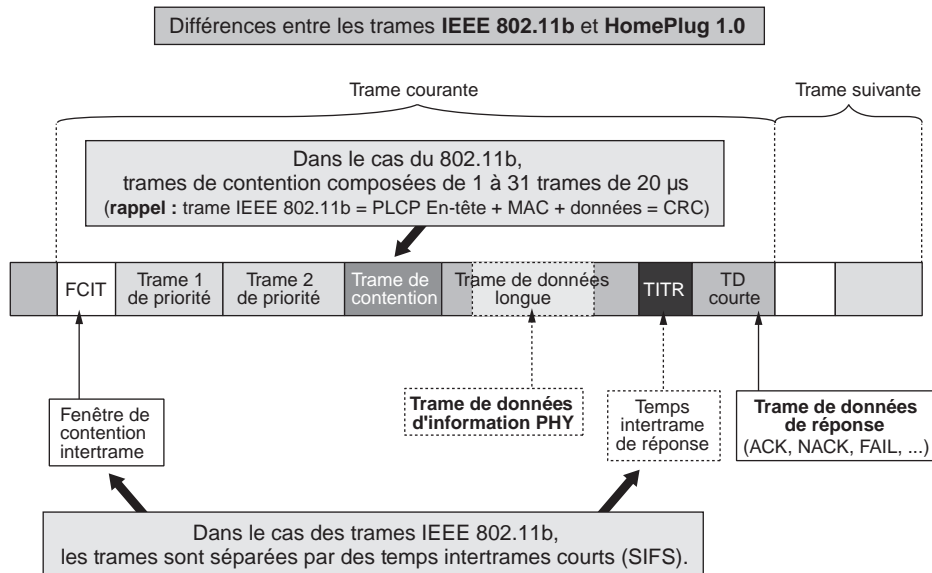 Différences entre les trames IEEE 802.11b et HomePlug 1.0
Trame courante
Trame suivante
Dans le cas du 802.11b,
trames de contention composées de 1 à 31 trames de 20 µs
(rappel : trame IEEE 802.11b = PLCP En-tête + MAC + données = CRC)
FCIT
Trame 1
de priorité
Trame 2
de priorité
Trame de
contention
Trame de données
longue
TITR
TD
courte
Fenêtre de
contention
intertrame
Trame de données
d'information PHY
Temps
intertrame
de réponse
Trame de données
de réponse
(ACK, NACK, FAIL, ...)
Dans le cas des trames IEEE 802.11b,
les trames sont séparées par des temps intertrames courts (SIFS).